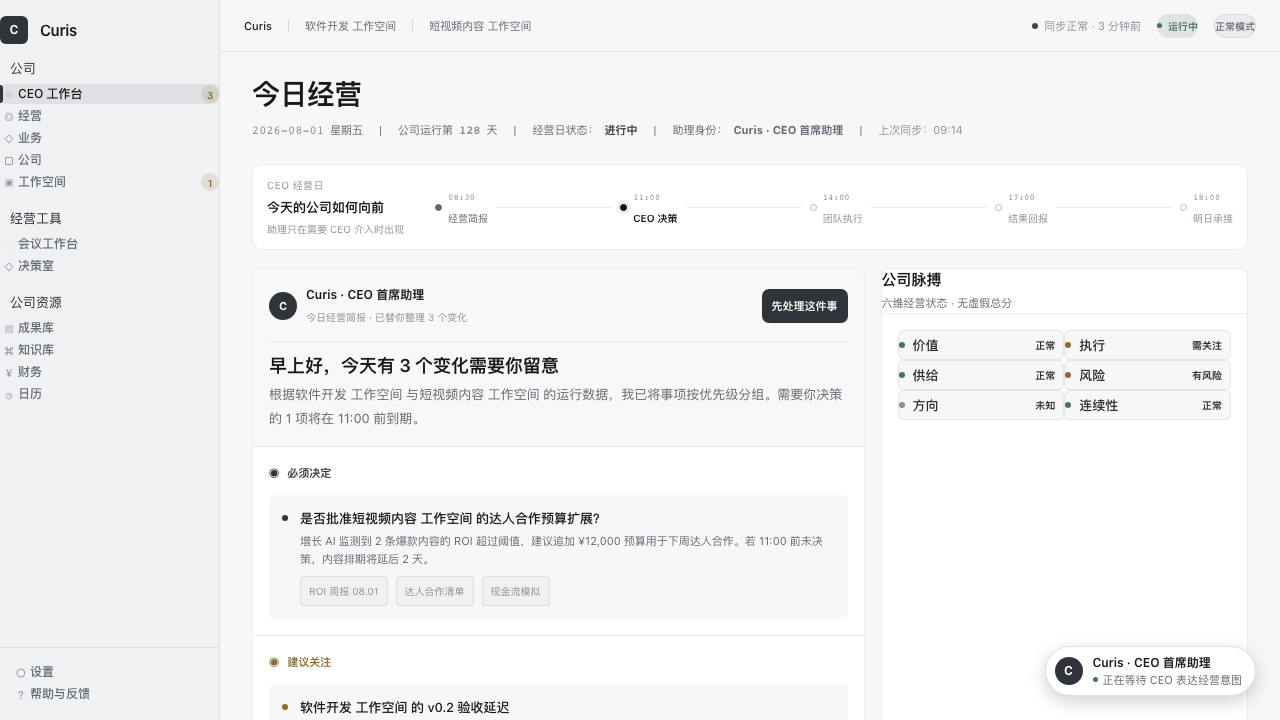 C Curis
公司
CEO 工作台 3
经营
业务
公司
工作空间 1
经营工具
会议工作台
决策室
公司资源
成果库
知识库
¥ 财务
日历
设置
? 帮助与反馈
Curis 软件开发 工作空间 短视频内容 工作空间
同步正常 · 3 分钟前 运行中 正常模式
今日经营
2026-08-01 星期五 | 公司运行第 128 天 | 经营日状态： 进行中 | 助理身份： Curis · CEO 首席助理 | 上次同步：09:14
CEO 经营日
今天的公司如何向前
助理只在需要 CEO 介入时出现
08:30
经营简报
11:00
CEO 决策
14:00
团队执行
17:00
结果回报
18:00
明日承接
C
Curis · CEO 首席助理
今日经营简报 · 已替你整理 3 个变化
先处理这件事
早上好，今天有 3 个变化需要你留意
根据软件开发 工作空间 与短视频内容 工作空间 的运行数据，我已将事项按优先级分组。需要你决策
的 1 项将在 11:00 前到期。
必须决定
是否批准短视频内容 工作空间 的达人合作预算扩展?
增长 AI 监测到 2 条爆款内容的 ROI 超过阈值，建议追加 ¥12,000 预算用于下周达人合作。若 11:00 前未决
策，内容排期将延后 2 天。
ROI 周报 08.01 达人合作清单 现金流模拟
建议关注
软件开发 工作空间 的 v0.2 验收延迟
公司脉搏
六维经营状态 · 无虚假总分
价值 正常 执行 需关注
供给 正常 风险 有风险
方向 未知 连续性 正常
C
Curis · CEO 首席助理
正在等待 CEO 表达经营意图